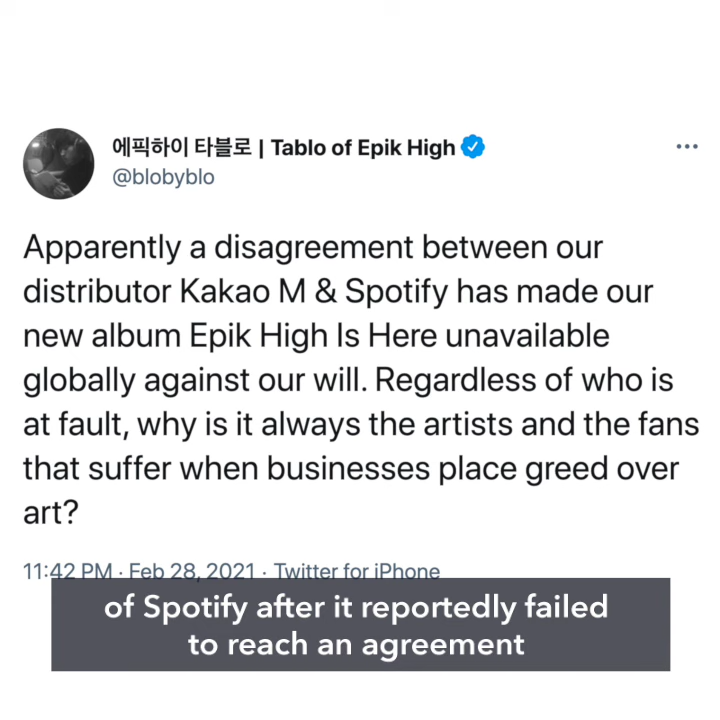 에픽하이 타블로 | Tablo of Epik High
@blobyblo
Apparently a disagreement between our
distributor Kakao M & Spotify has made our
new album Epik High Is Here unavailable
globally against our will. Regardless of who is
at fault, why is it always the artists and the fans
that suffer when businesses place greed over
art?
11:42 PM · Feb 28, 2021 · Twitter for iPhone
of Spotify after it reportedly failed
to reach an agreement